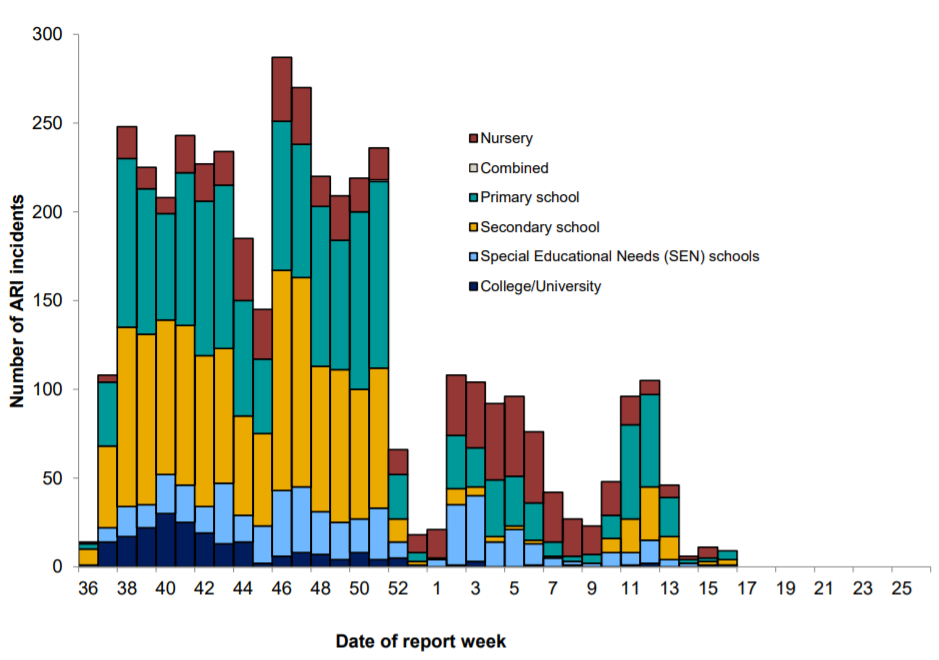 300
250
200
150
100
50
0
Number of ARI incidents
Nursery
Combined
Primary school
Secondary school
Special Educational Needs (SEN) schools
College/University
36 38 40 42 44 46 48 50 52 1 3 5 7 9 11 13 15 17 19 21 23 25
Date of report week